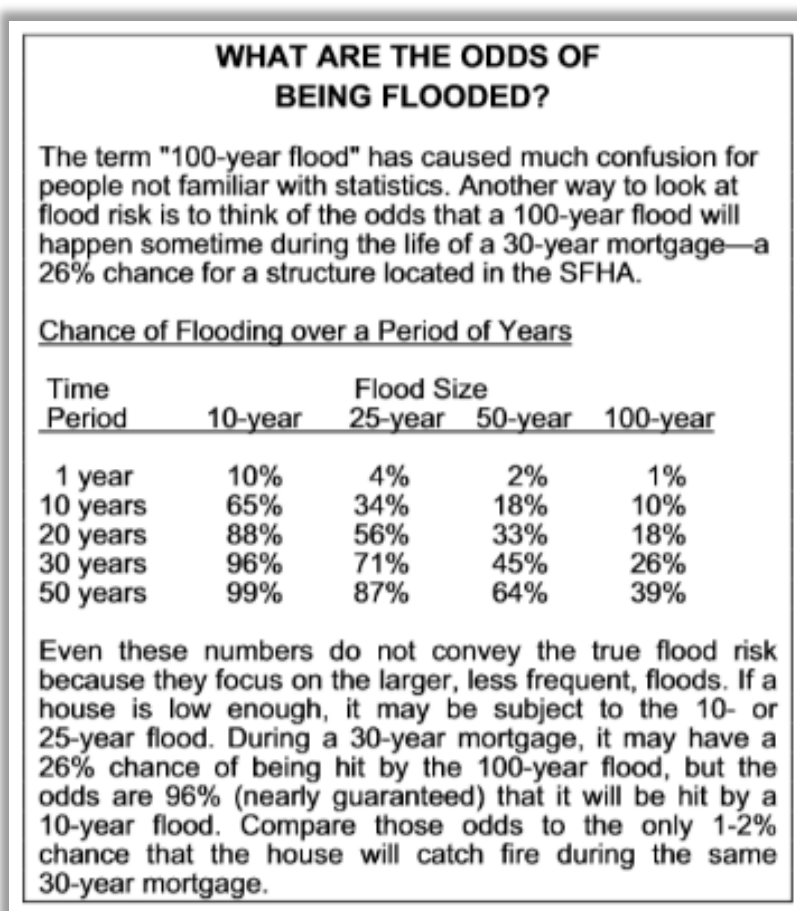 WHAT ARE THE ODDS OF
BEING FLOODED?
The term "100-year flood" has caused much confusion for
people not familiar with statistics. Another way to look at
flood risk is to think of the odds that a 100-year flood will
happen sometime during the life of a 30-year mortgage—a
26% chance for a structure located in the SFHA.
Chance of Flooding over a Period of Years
Time Flood Size
Period 10-year 25-year 50-year 100-year
1 year 10% 4% 2% 1%
10 years 65% 34% 18% 10%
20 years 88% 56% 33% 18%
30 years 96% 71% 45% 26%
50 years 99% 87% 64% 39%
Even these numbers do not convey the true flood risk
because they focus on the larger, less frequent, floods. If a
house is low enough, it may be subject to the 10- or
25-year flood. During a 30-year mortgage, it may have a
26% chance of being hit by the 100-year flood, but the
odds are 96% (nearly guaranteed) that it will be hit by a
10-year flood. Compare those odds to the only 1-2%
chance that the house will catch fire during the same
30-year mortgage.